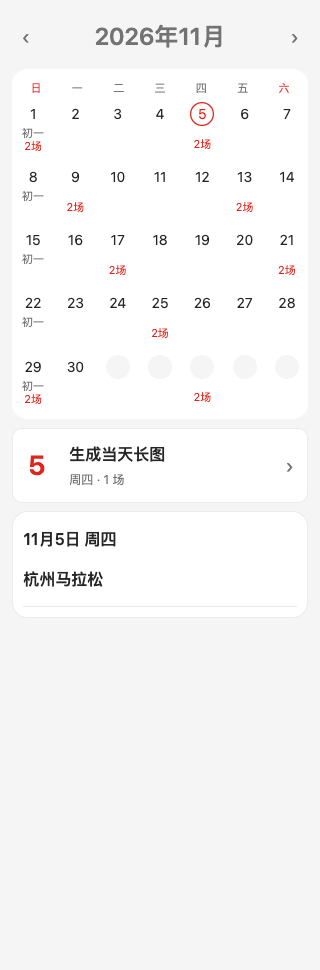 ‹ 2026年11月 ›
日 一 二 三 四 五 六
1 2 3 4 5 6 7
初一
2场 2场
8 9 10 11 12 13 14
初一
2场 2场
15 16 17 18 19 20 21
初一
2场 2场
22 23 24 25 26 27 28
初一
2场
29 30
初一
2场 2场
5 生成当天长图 ›
周四 · 1 场
11月5日 周四
杭州马拉松